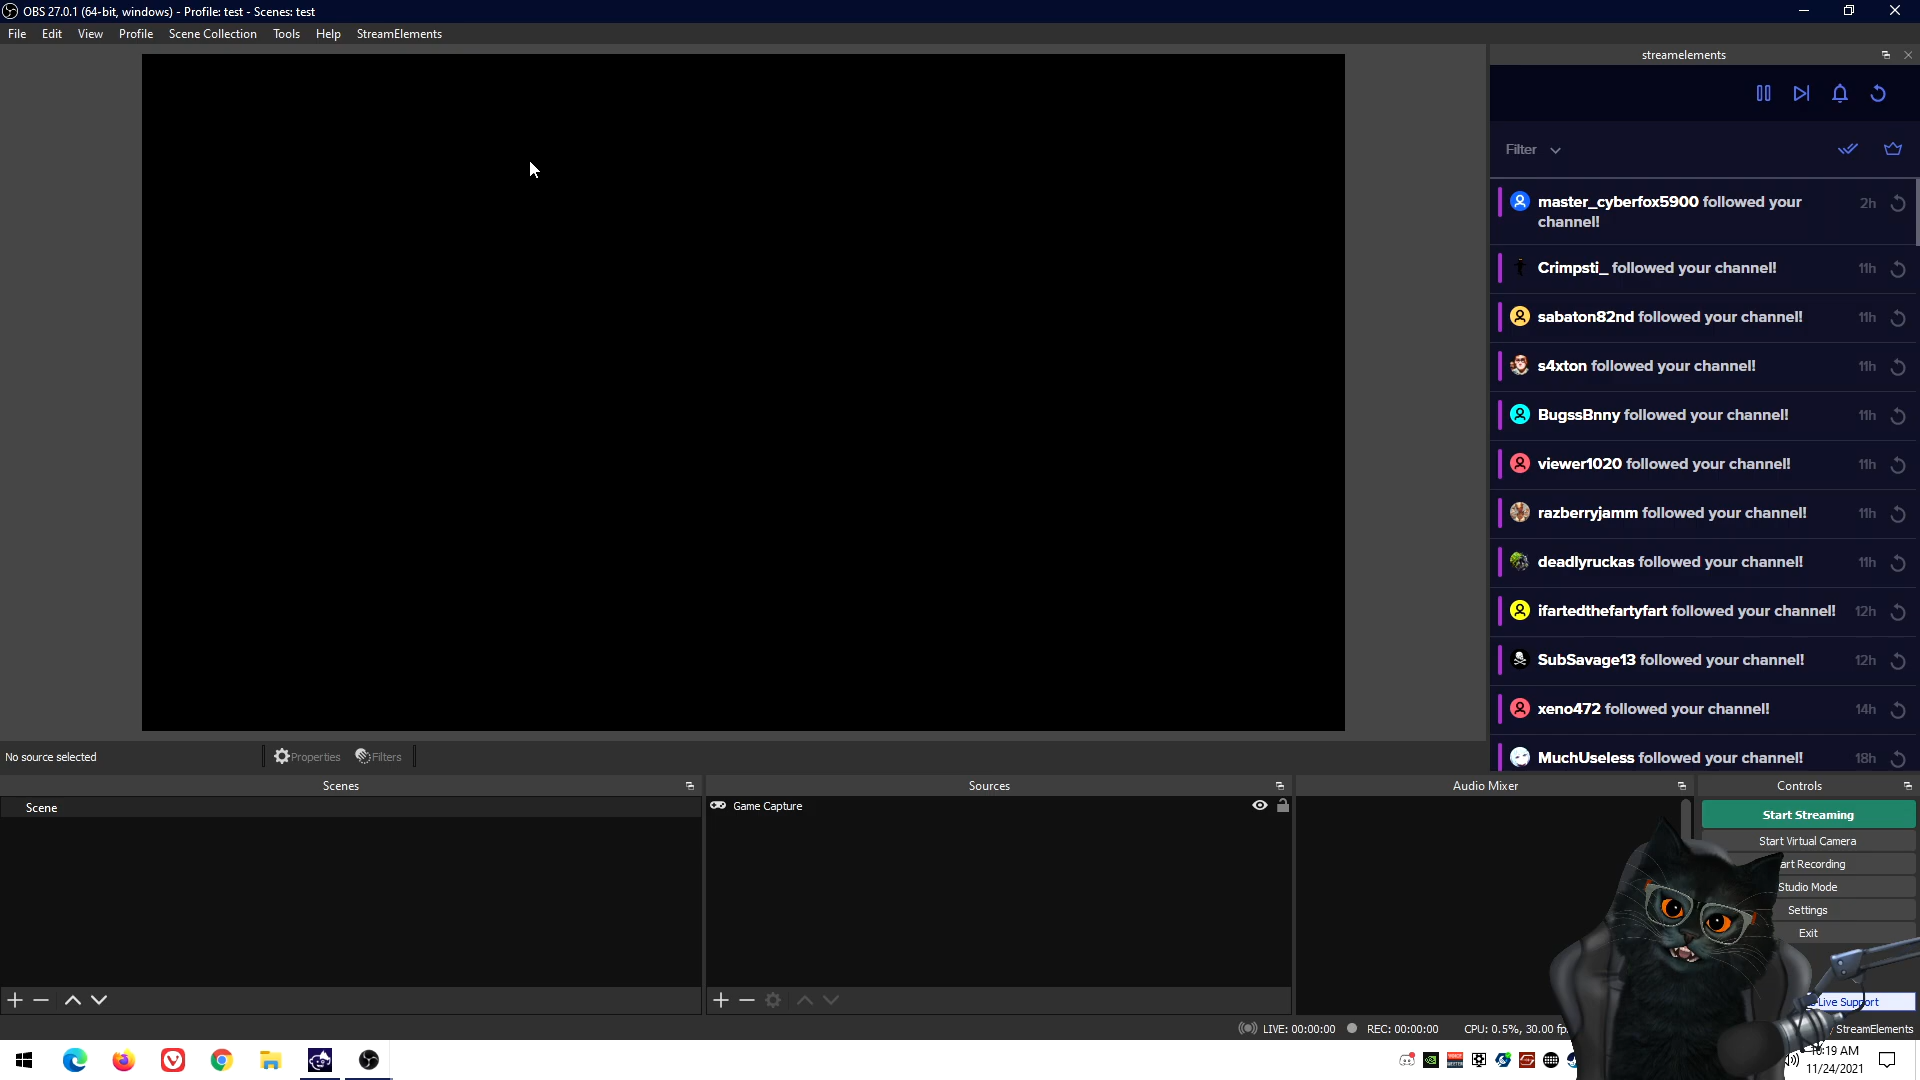 OBS 27.0.1 (64-bit, windows) - Profile: test - Scenes: test
File Edit View Profile Scene Collection Tools Help StreamElements
streamelements
Filter
master_cyberfox5900 followed your 2h
channel!
Crimpsti_ followed your channel! 11h
sabaton82nd followed your channel! 11h
s4xton followed your channel! 11h
BugssBnny followed your channel! 11h
viewer1020 followed your channel! 11h
razberryjamm followed your channel! 11h
deadlyruckas followed your channel! 11h
ifartedthefartyfart followed your channel! 12h
SubSavage13 followed your channel! 12h
xeno472 followed your channel! 14h
MuchUseless followed your channel! 18h
No source selected Properties Filters
Scenes Sources Audio Mixer Controls
Scene
Game Capture
Start Streaming
Start Virtual Camera
art Recording
Studio Mode
Settings
Exit
Live Support
LIVE: 00:00:00 REC: 00:00:00 CPU: 0.5%, 30.00 fp
StreamElements
:19 AM
11/24/2021